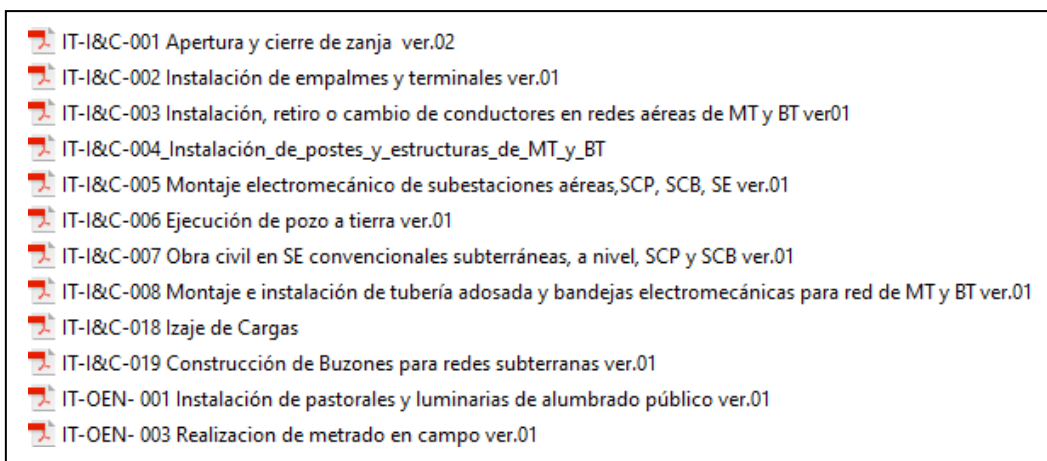 IT-I&C-001 Apertura y cierre de zanja  ver.02
IT-I&C-002 Instalación de empalmes y terminales ver.01
IT-I&C-003 Instalación, retiro o cambio de conductores en redes aéreas de MT y BT ver01
IT-I&C-004_Instalación_de_postes_y_estructuras_de_MT_y_BT
IT-I&C-005 Montaje electromecánico de subestaciones aéreas,SCP, SCB, SE ver.01
IT-I&C-006 Ejecución de pozo a tierra ver.01
IT-I&C-007 Obra civil en SE convencionales subterráneas, a nivel, SCP y SCB ver.01
IT-I&C-008 Montaje e instalación de tubería adosada y bandejas electromecánicas para red de MT y BT ver.01
IT-I&C-018 Izaje de Cargas
IT-I&C-019 Construcción de Buzones para redes subterranas ver.01
IT-OEN- 001 Instalación de pastorales y luminarias de alumbrado público ver.01
IT-OEN- 003 Realizacion de metrado en campo ver.01